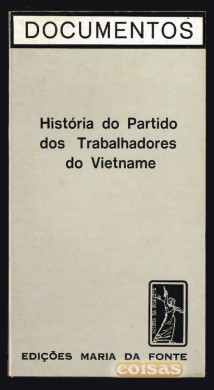 DOCUMENTOS
História do Partido
dos Trabalhadores
do Vietname
EDIÇÕES MARIA DA FONTE
coisas